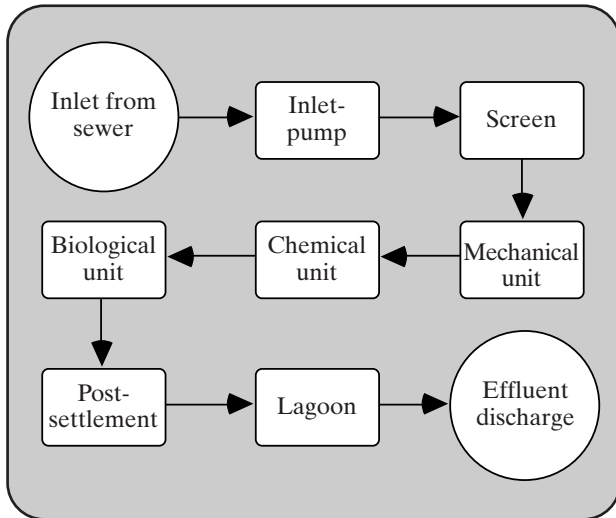 Inlet from
sewer
Inlet-
pump
Screen
Biological
unit
Chemical
unit
Mechanical
unit
Post-
settlement
Lagoon
Effluent
discharge